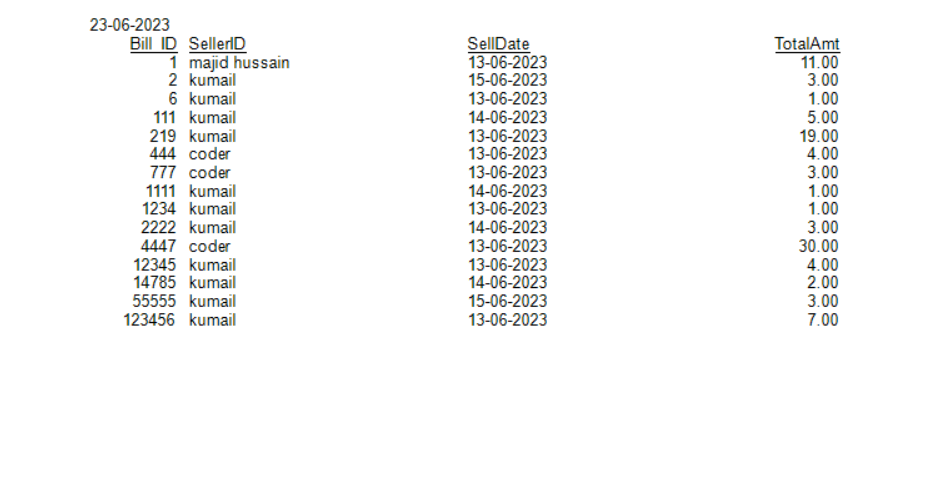 23-06-2023
Bill_ID SellerID SellDate TotalAmt
1 majid hussain 13-06-2023 11.00
2 kumail 15-06-2023 3.00
6 kumail 13-06-2023 1.00
111 kumail 14-06-2023 5.00
219 kumail 13-06-2023 19.00
444 coder 13-06-2023 4.00
777 coder 13-06-2023 3.00
1111 kumail 14-06-2023 1.00
1234 kumail 13-06-2023 1.00
2222 kumail 14-06-2023 3.00
4447 coder 13-06-2023 30.00
12345 kumail 13-06-2023 4.00
14785 kumail 14-06-2023 2.00
55555 kumail 15-06-2023 3.00
123456 kumail 13-06-2023 7.00